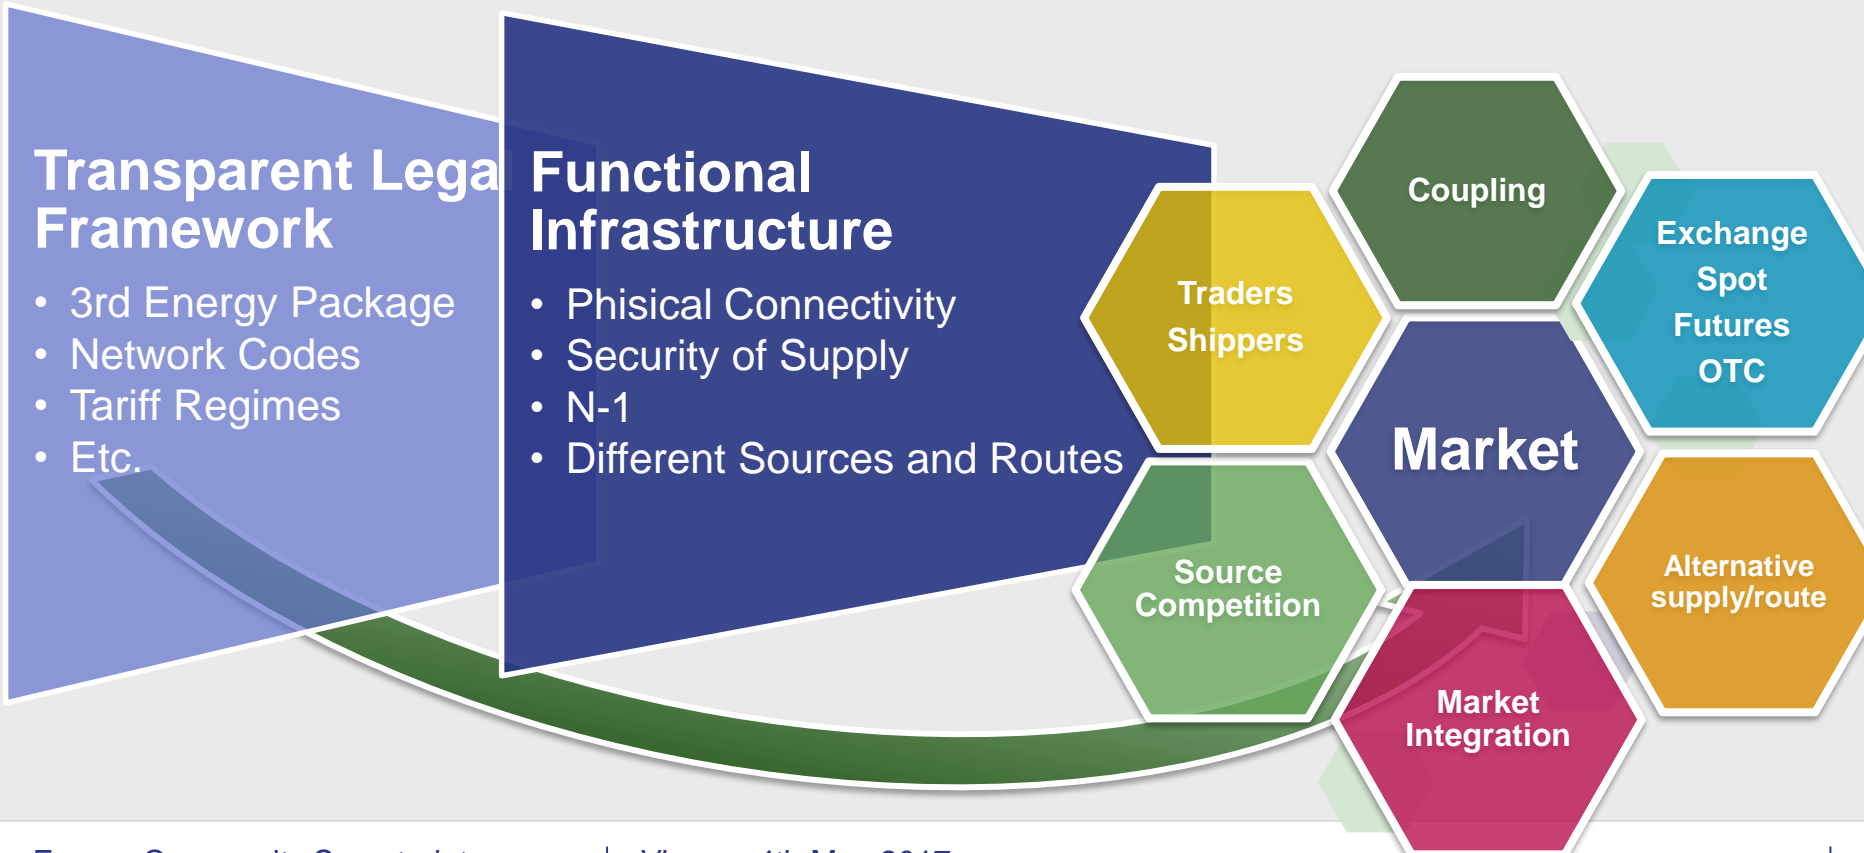 Transparent Lega
Framework
• 3rd Energy Package
• Network Codes
• Tariff Regimes
• Etc.
Functional
Infrastructure
• Phisical Connectivity
• Security of Supply
• N-1
• Different Sources and Routes
Traders
Shippers
Coupling
Exchange
Spot
Futures
OTC
Market
Source
Competition
Alternative
supply/route
Market
Integration